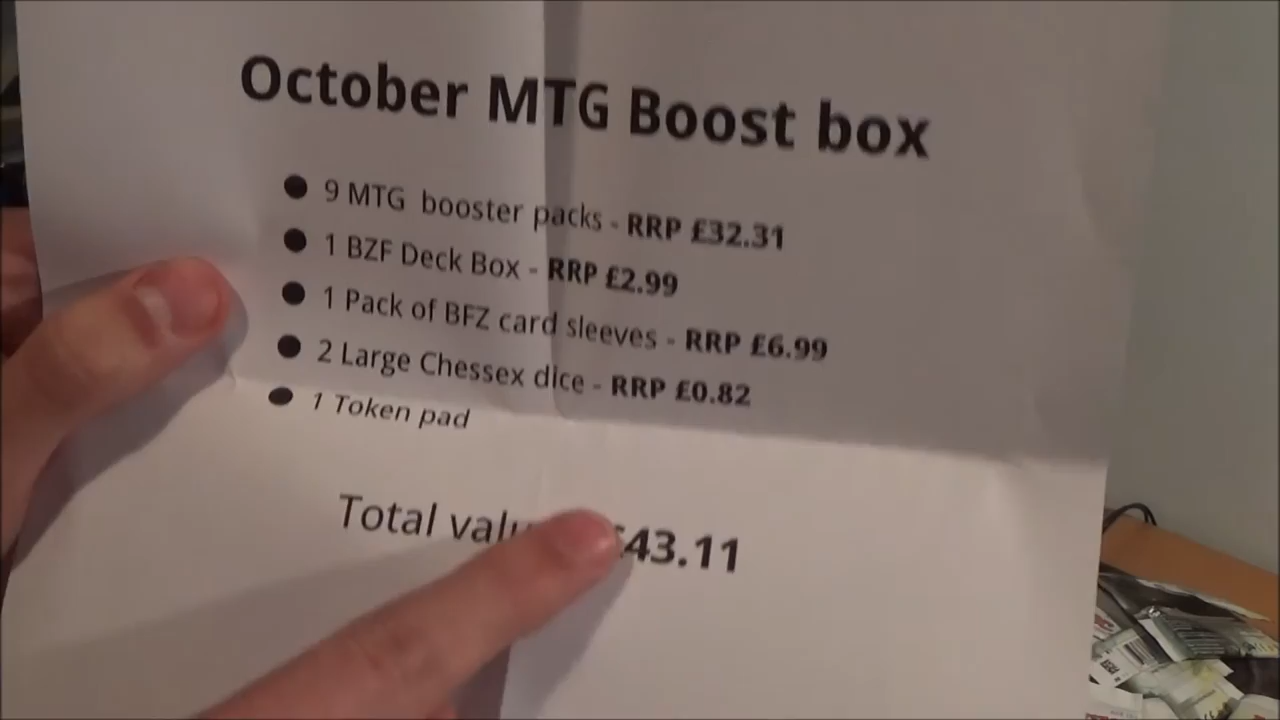 October MTG Boost box
● 9 MTG booster packs - RRP £32.31
● 1 BZF Deck Box - RRP £2.99
● 1 Pack of BFZ card sleeves - RRP £6.99
● 2 Large Chessex dice - RRP £0.82
● 1 Token pad
Total £43.11